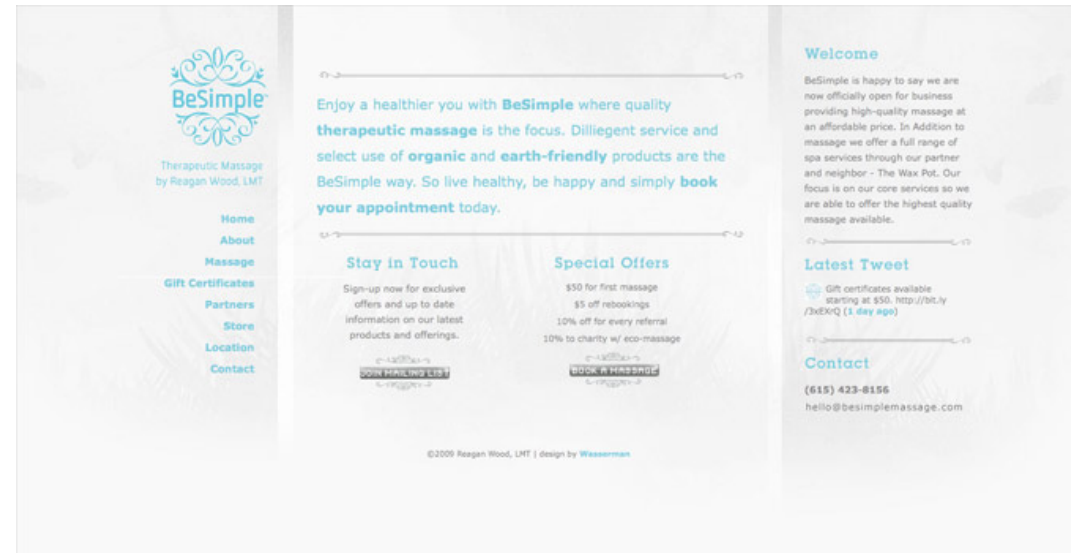 BeSimple
Therapeutic Massage
by Reagan Wood, LMT
Home
About
Massage
Gift Certificates
Partners
Store
Location
Contact
Enjoy a healthier you with BeSimple where quality
therapeutic massage is the focus. Dilliegent service and
select use of organic and earth-friendly products are the
BeSimple way. So live healthy, be happy and simply book
your appointment today.
Stay in Touch
Sign-up now for exclusive
offers and up to date
information on our latest
products and offerings.
JOIN MAILING LIST
Special Offers
$50 for first massage
$5 off rebookings
10% off for every referral
10% to charity w/ eco-massage
BOOK A MASSAGE
Welcome
BeSimple is happy to say we are
now officially open for business
providing high-quality massage at
an affordable price. In Addition to
massage we offer a full range of
spa services through our partner
and neighbor - The Wax Pot. Our
focus is on our core services so we
are able to offer the highest quality
massage available.
Latest Tweet
Gift certificates available
starting at $50. http://bit.ly
/3xEXrQ (1 day ago)
Contact
(615) 423-8156
hello@besimplemassage.com
©2009 Reagan Wood, LMT | design by Wasserman